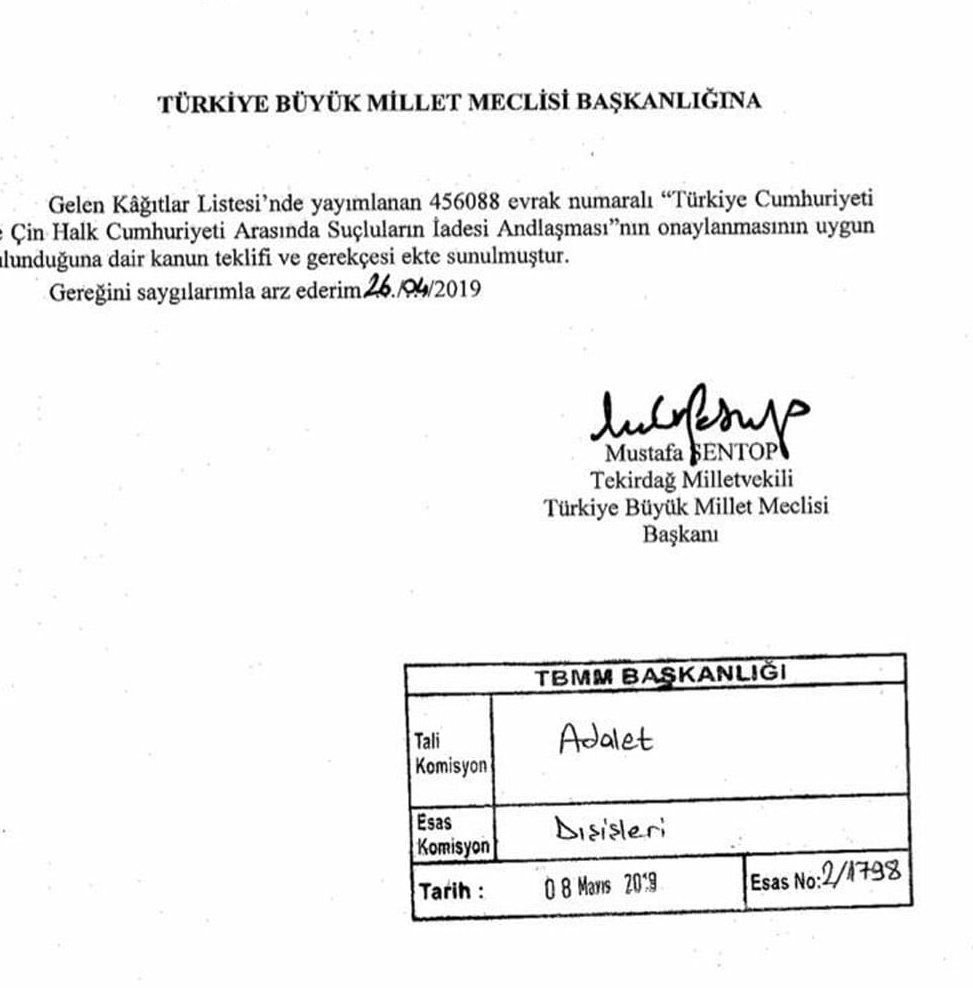 TÜRKİYE BÜYÜK MİLLET MECLİSİ BAŞKANLIĞINA
Gelen Kâğıtlar Listesi’nde yayımlanan 456088 evrak numaralı “Türkiye Cumhuriyeti
Çin Halk Cumhuriyeti Arasında Suçluların İadesi Andlaşması”nın onaylanmasının uygun
lunduğuna dair kanun teklifi ve gerekçesi ekte sunulmuştur.
Gereğini saygılarımla arz ederim 26./04/2019
Mustafa ŞENTOP
Tekirdağ Milletvekili
Türkiye Büyük Millet Meclisi
Başkanı
TBMM BAŞKANLIĞI
Tali Komisyon Adalet
Esas Komisyon Dışişleri
Tarih : 08 Mayıs 2019 Esas No:2/1798